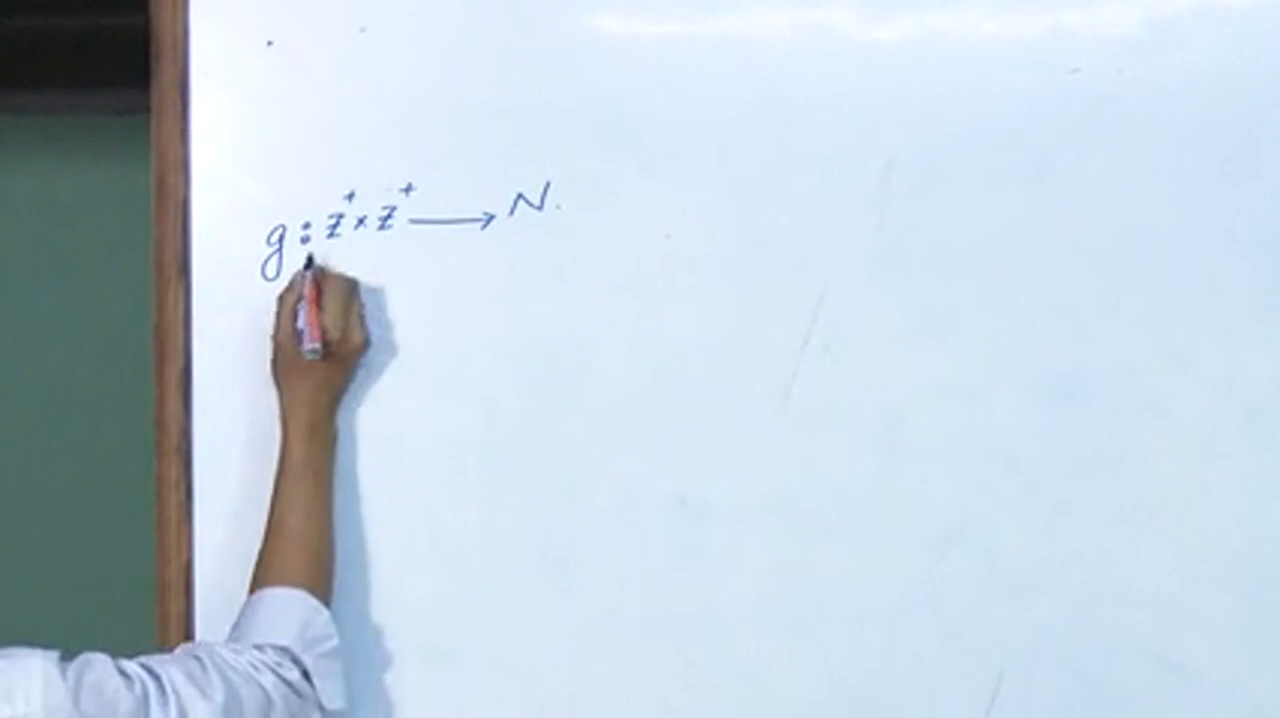 g : Z⁺ × Z⁺ ⟶ N.